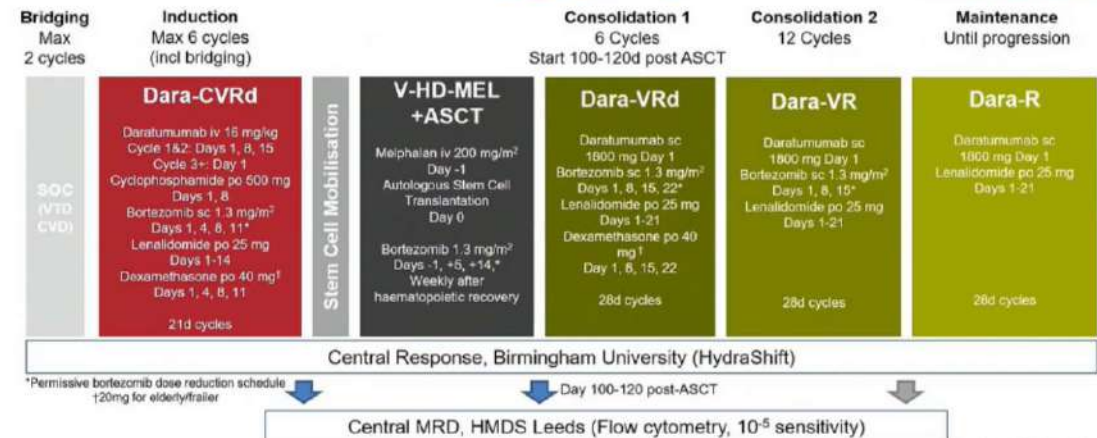 Bridging
Max
2 cycles
Induction
Max 6 cycles
(incl bridging)
Consolidation 1
6 Cycles
Start 100-120d post ASCT
Consolidation 2
12 Cycles
Maintenance
Until progression
SOC
(VTD
CVD)
Dara-CVRd
Daratumumab iv 16 mg/kg
Cycle 1&2: Days 1, 8, 15
Cycle 3+: Day 1
Cyclophosphamide po 500 mg
Days 1, 8
Bortezomib sc 1.3 mg/m²
Days 1, 4, 8, 11*
Lenalidomide po 25 mg
Days 1-14
Dexamethasone po 40 mg†
Days 1, 4, 8, 11
21d cycles
Stem Cell Mobilisation
V-HD-MEL
+ASCT
Melphalan iv 200 mg/m²
Day -1
Autologous Stem Cell
Translantation
Day 0
Bortezomib 1.3 mg/m²
Days -1, +5, +14,*
Weekly after
haematopoietic recovery
Dara-VRd
Daratumumab sc
1800 mg Day 1
Bortezomib sc 1.3 mg/m²
Days 1, 8, 15, 22*
Lenalidomide po 25 mg
Days 1-21
Dexamethasone po 40
mg†
Day 1, 8, 15, 22
28d cycles
Dara-VR
Daratumumab sc
1800 mg Day 1
Bortezomib sc 1.3 mg/m²
Days 1, 8, 15*
Lenalidomide po 25 mg
Days 1-21
28d cycles
Dara-R
Daratumumab sc
1800 mg Day 1
Lenalidomide po 25 mg
Days 1-21
28d cycles
Central Response, Birmingham University (HydraShift)
*Permissive bortezomib dose reduction schedule
†20mg for elderly/frailer
Day 100-120 post-ASCT
Central MRD, HMDS Leeds (Flow cytometry, 10⁻⁵ sensitivity)